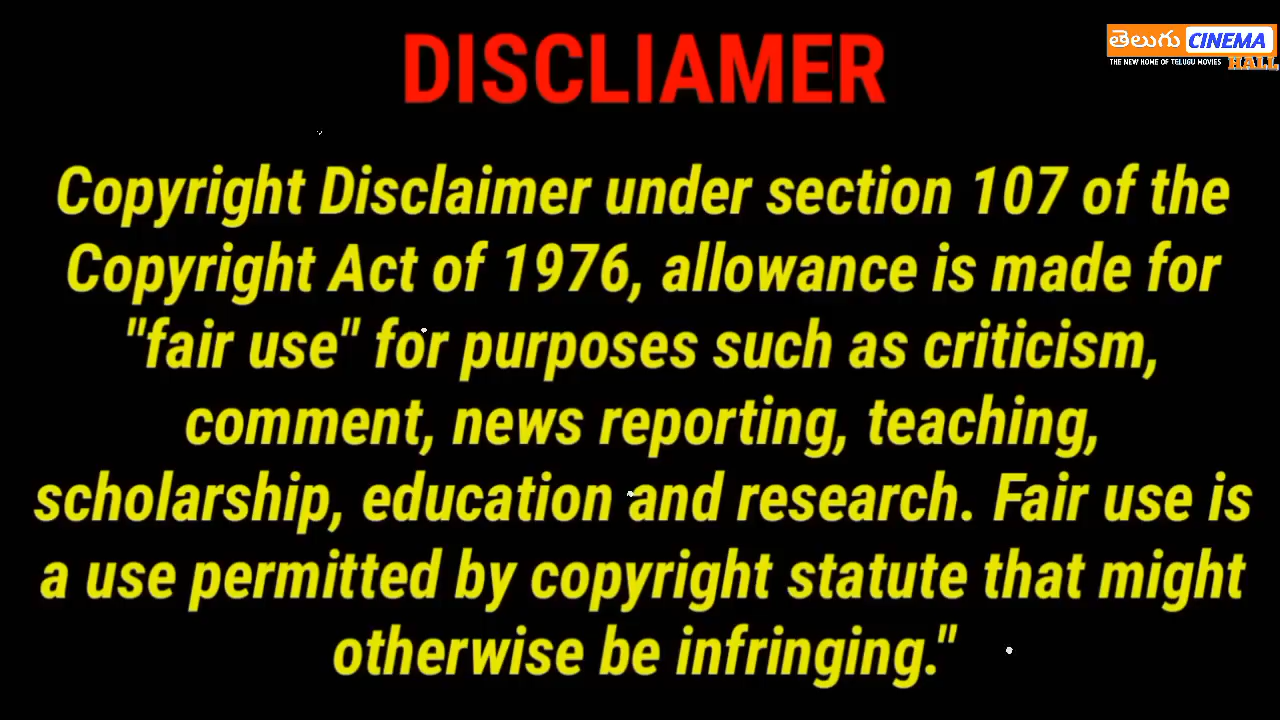 DISCLIAMER
తెలుగు CINEMA
THE NEW HOME OF TELUGU MOVIES HALL
Copyright Disclaimer under section 107 of the
Copyright Act of 1976, allowance is made for
"fair use" for purposes such as criticism,
comment, news reporting, teaching,
scholarship, education and research. Fair use is
a use permitted by copyright statute that might
otherwise be infringing."